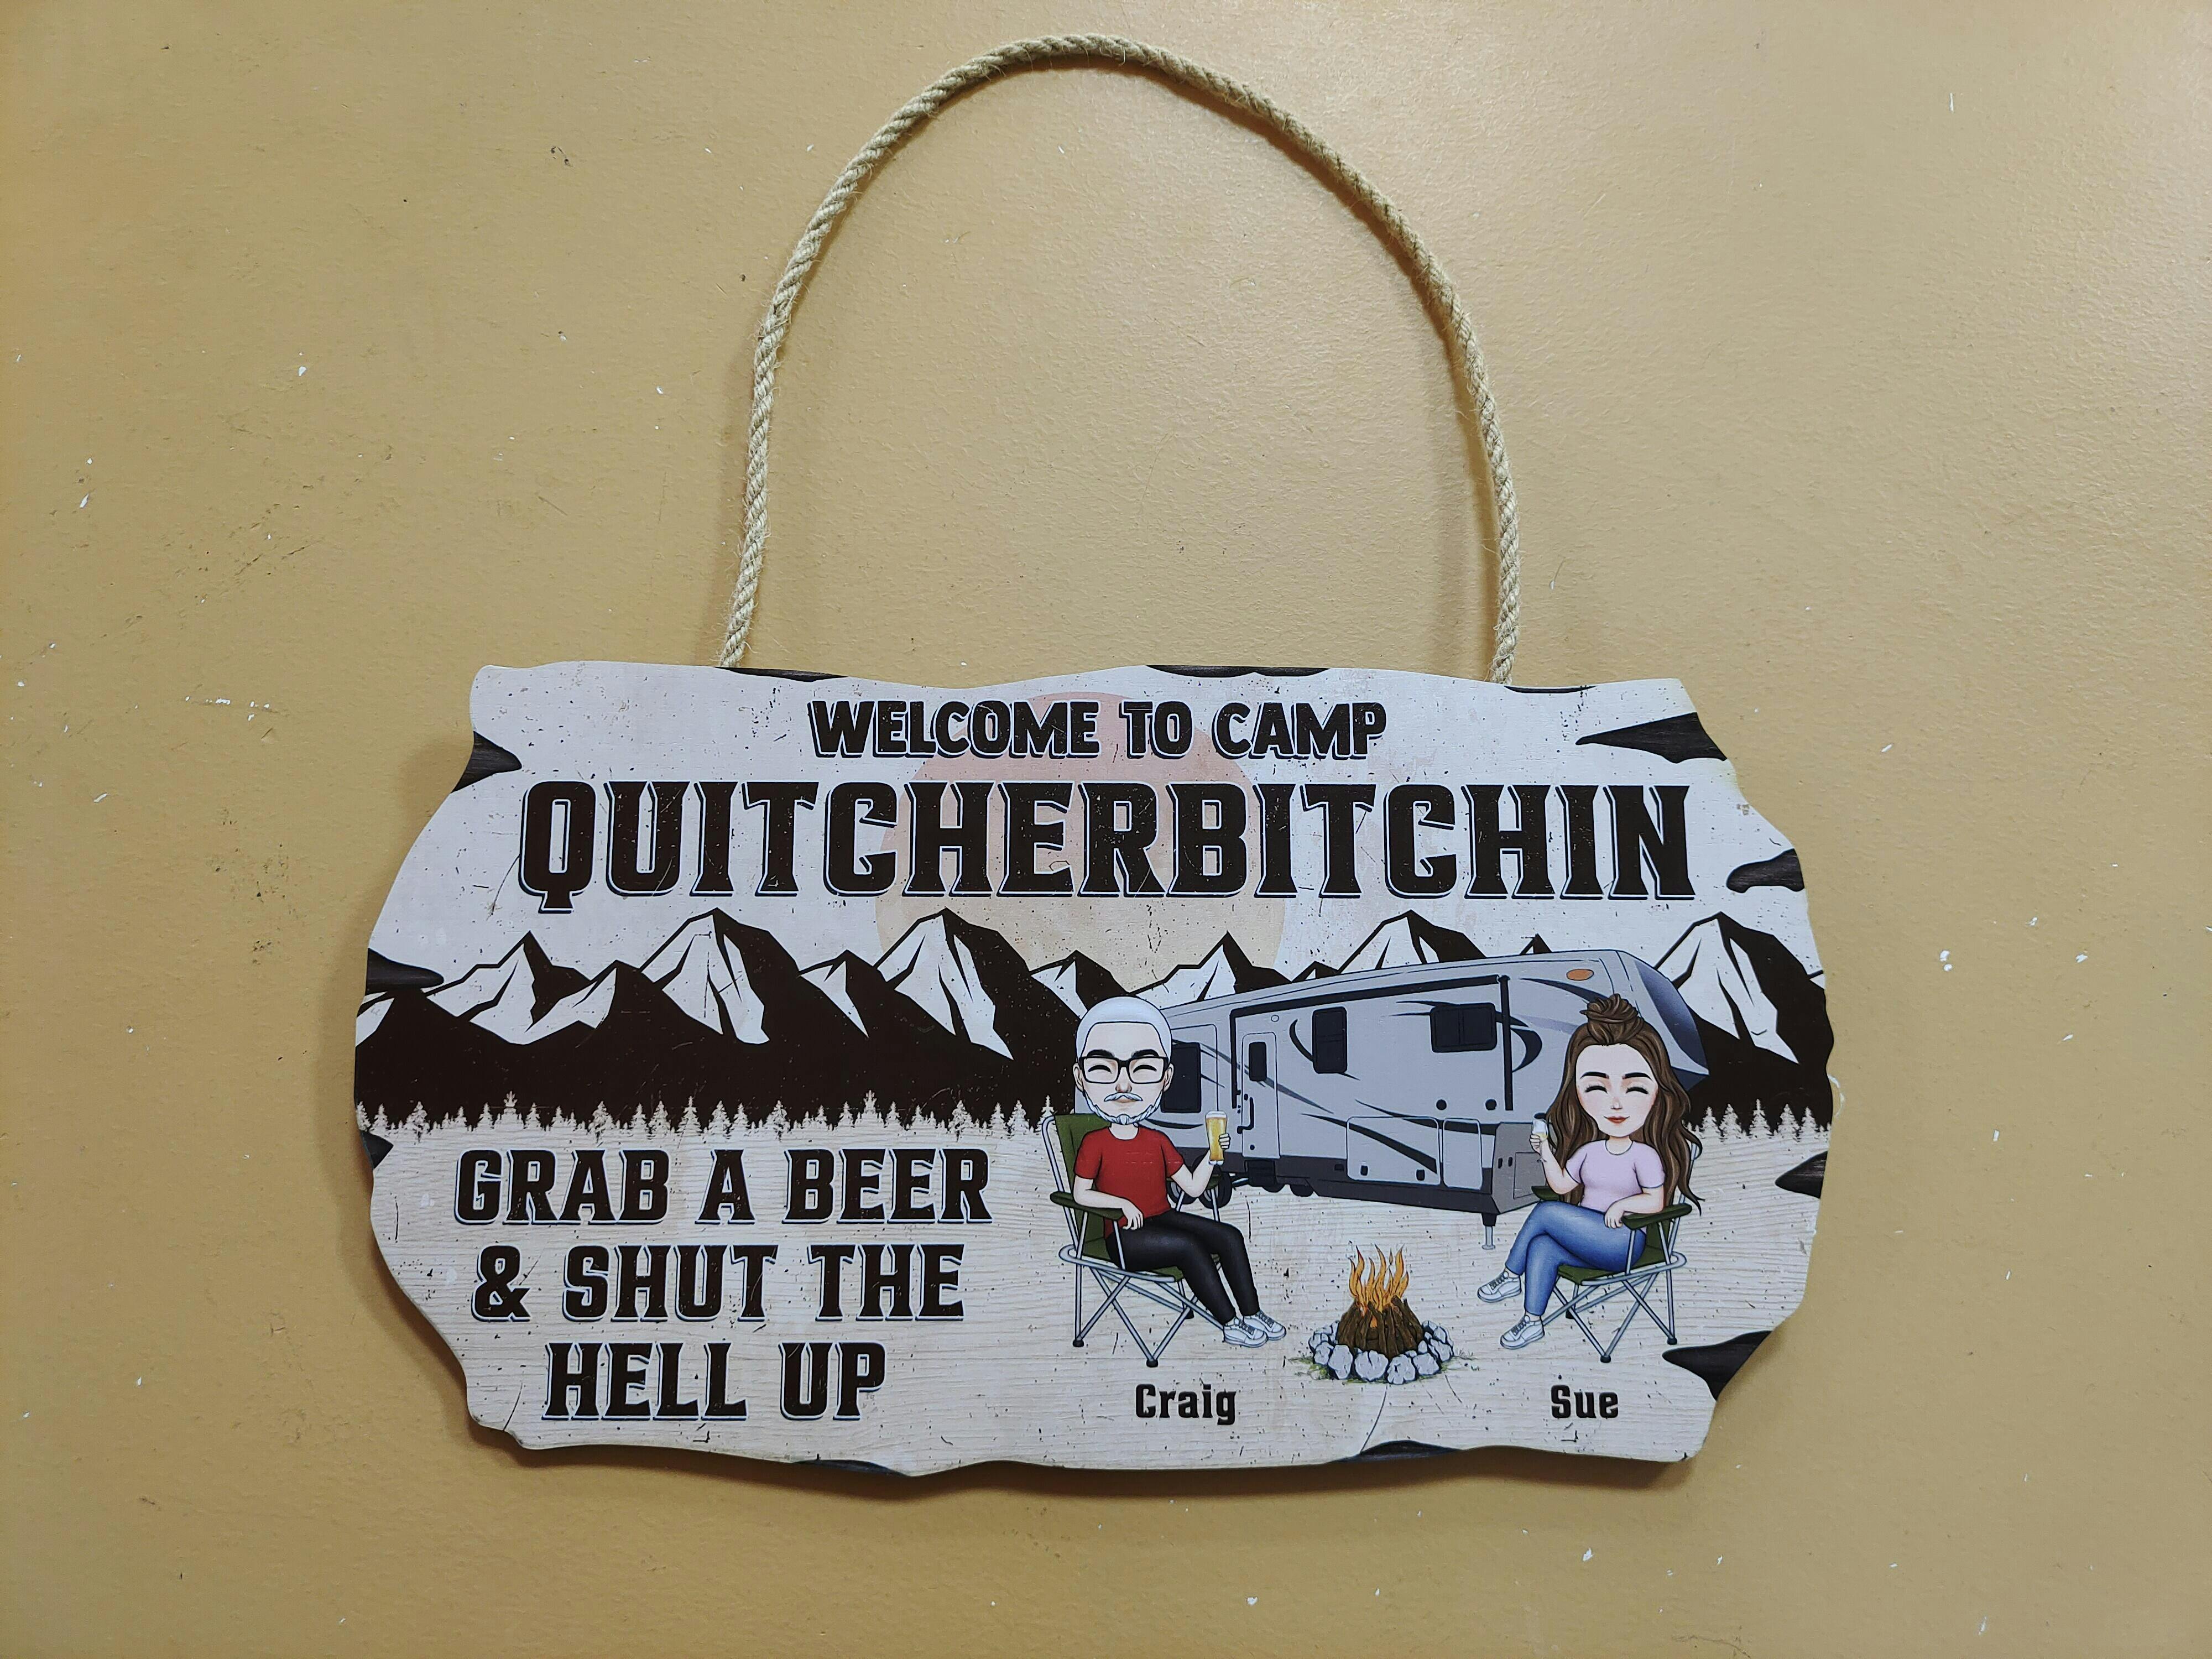 WELCOME TO CAMP
QUITCHERBITCHIN
GRAB A BEER
& SHUT THE
HELL UP
Craig
Sue